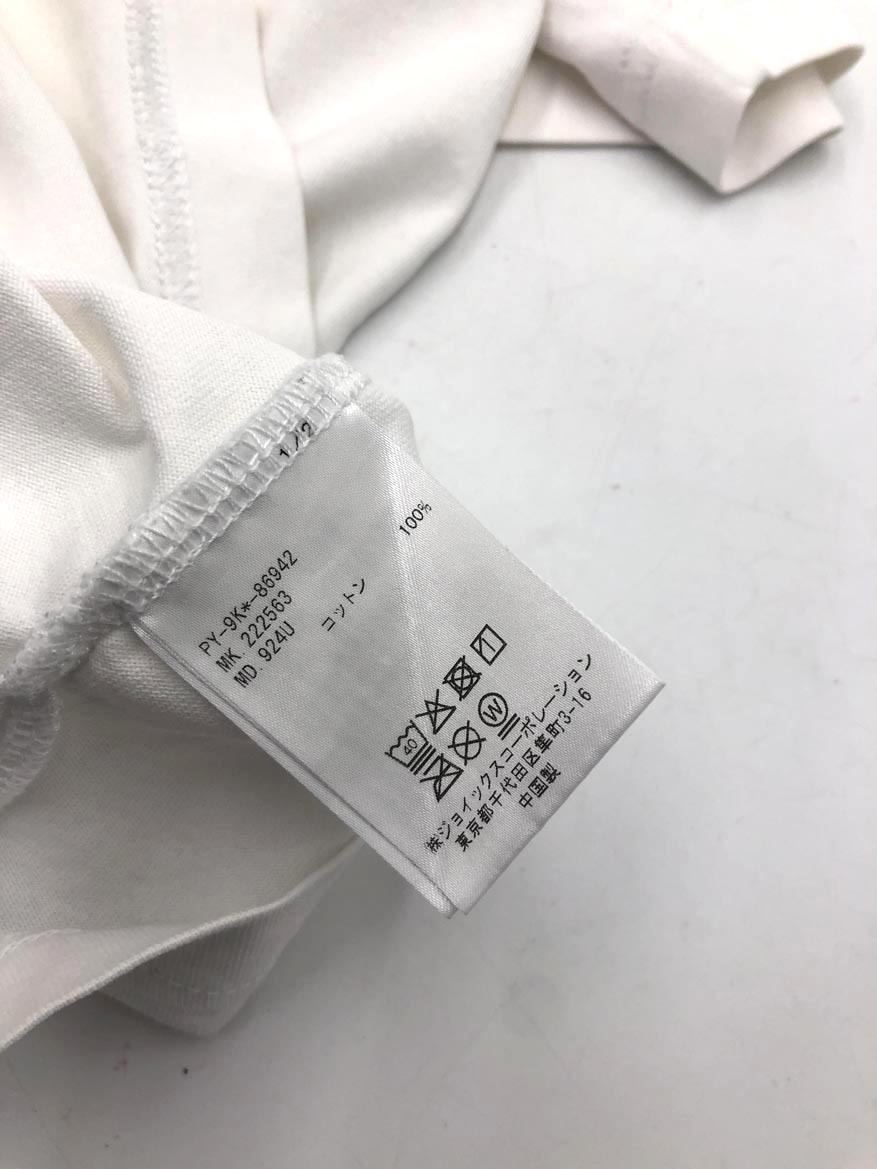 1/2
PY-9K*-86942
MK. 222563
MD. 924U
コットン 100%
40
W
㈱ジョイックスコーポレーション
東京都千代田区隼町3-16
中国製